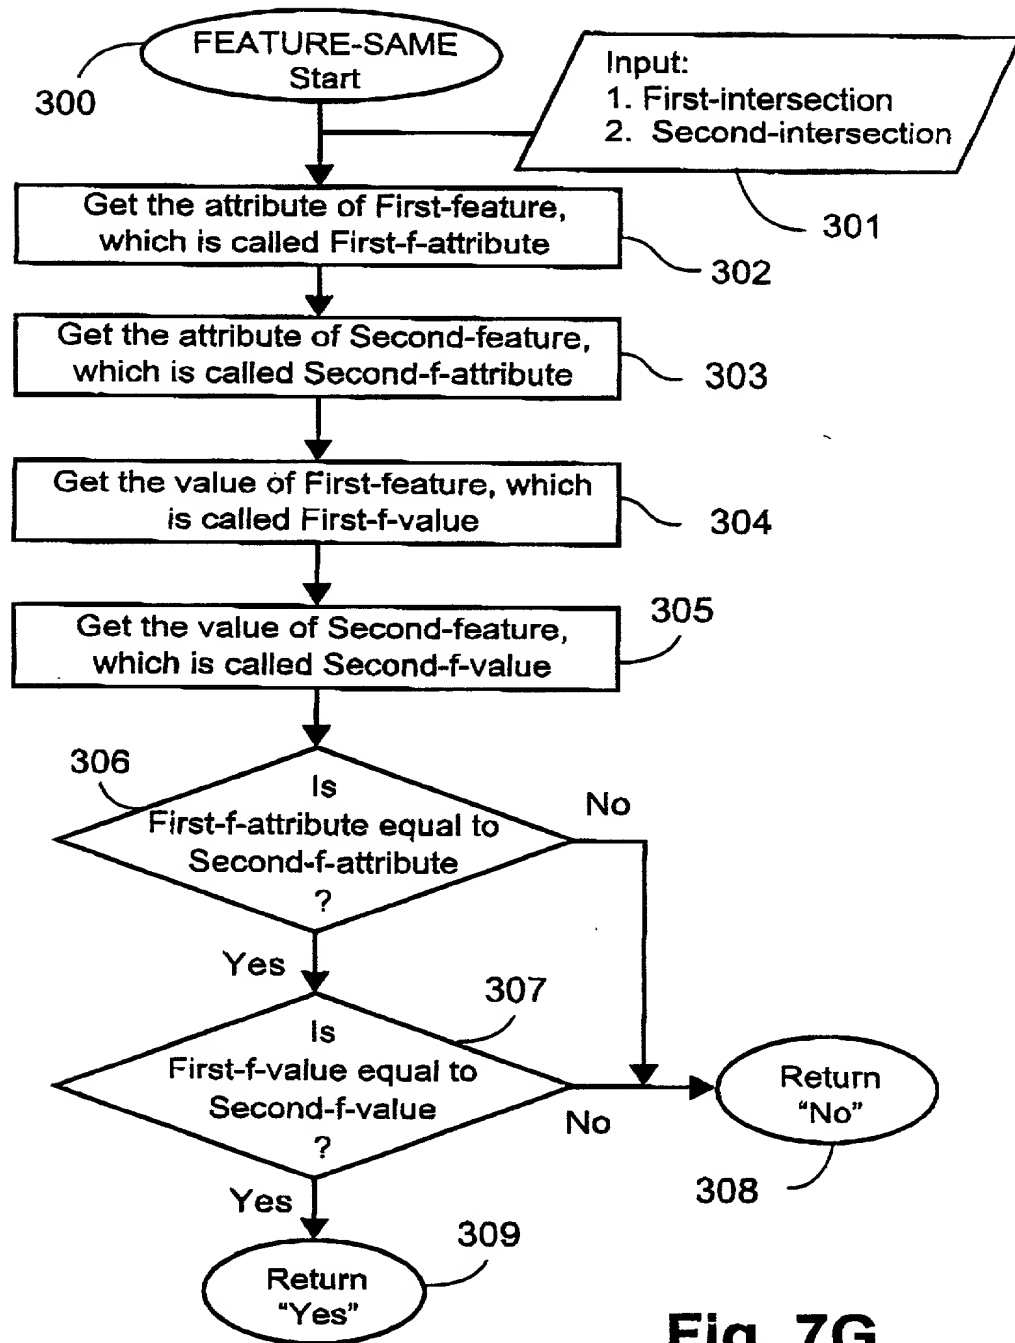 FEATURE-SAME
Start
300
Input:
1. First-intersection
2. Second-intersection
301
Get the attribute of First-feature,
which is called First-f-attribute
302
Get the attribute of Second-feature,
which is called Second-f-attribute
303
Get the value of First-feature, which
is called First-f-value
304
Get the value of Second-feature,
which is called Second-f-value
305
306
Is
First-f-attribute equal to
Second-f-attribute
?
No
Yes
307
Is
First-f-value equal to
Second-f-value
?
No
Return
“No”
308
Yes
309
Return
“Yes”
Fig. 7G